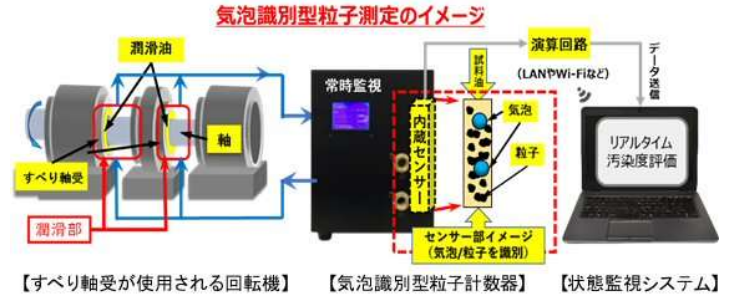 気泡識別型粒子測定のイメージ
潤滑油
軸
すべり軸受
潤滑部
常時監視
内蔵センサー
試料油
気泡
粒子
センサー部イメージ
(気泡/粒子を識別)
演算回路
(LANやWi-Fiなど)
データ送信
リアルタイム
汚染度評価
【すべり軸受が使用される回転機】
【気泡識別型粒子計数器】
【状態監視システム】